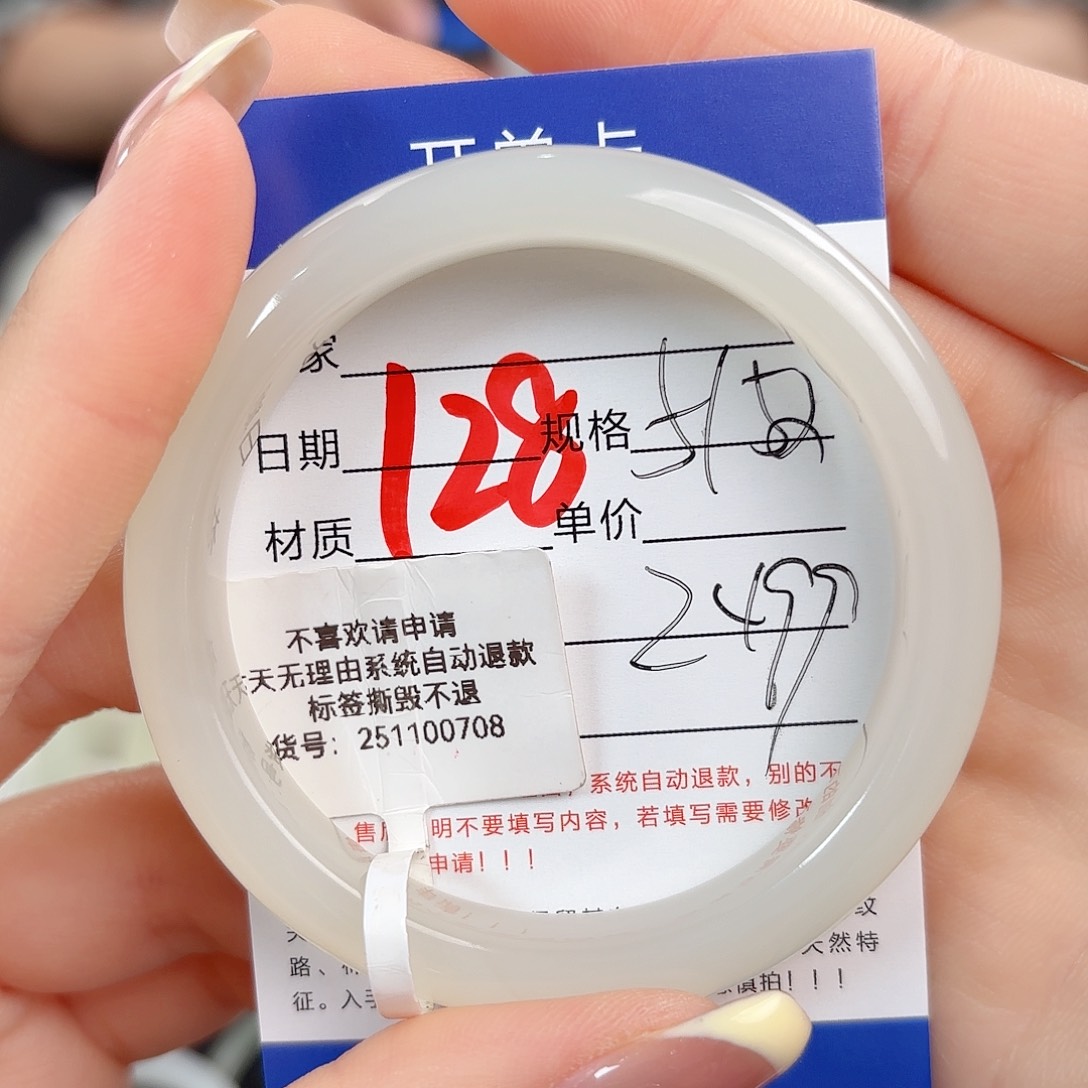 开单卡
家
日期 128 规格
材质 单价
2499
不喜欢请申请
天天无理由系统自动退款
标签撕毁不退
货号：251100708
系统自动退款，别的不
售后 明不要填写内容，若填写需要修改
申请！！！
纹
路、 天然特
征。入手 慎拍！！！